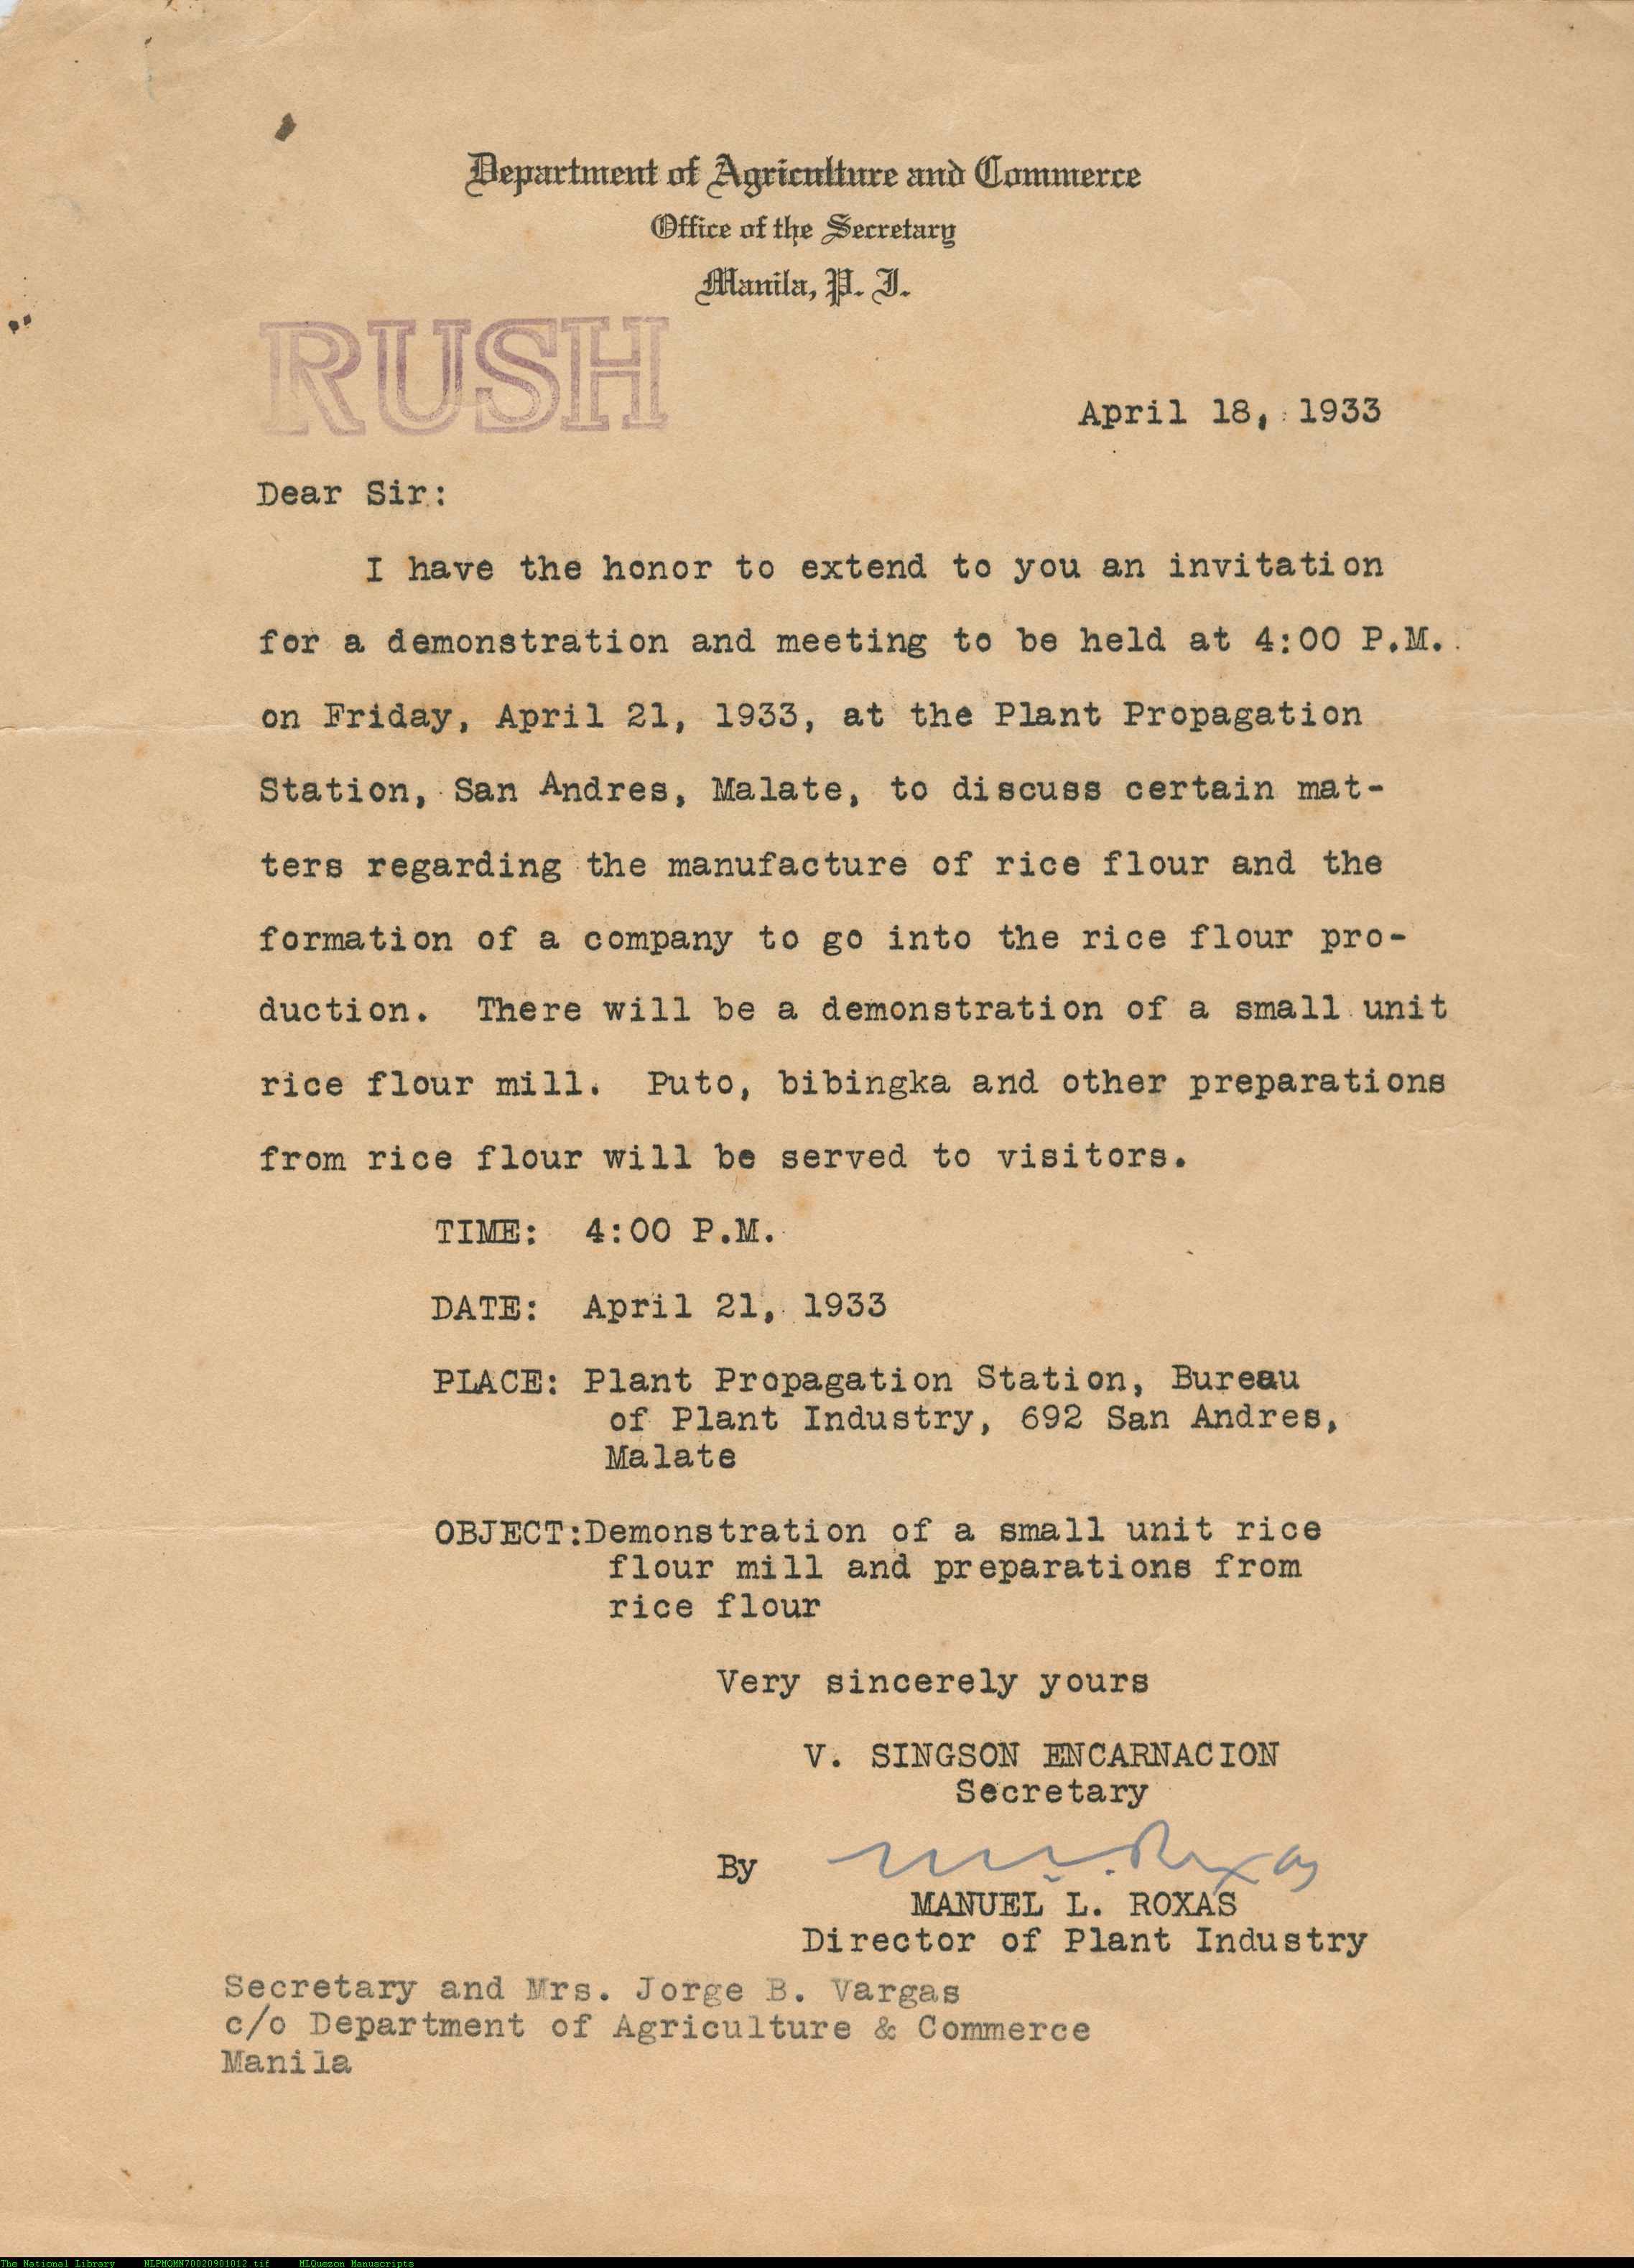 Department of Agriculture and Commerce
Office of the Secretary
Manila, P. I.
RUSH
April 18, 1933
Dear Sir:
I have the honor to extend to you an invitation
for a demonstration and meeting to be held at 4:00 P.M.
on Friday, April 21, 1933, at the Plant Propagation
Station, San Andres, Malate, to discuss certain mat-
ters regarding the manufacture of rice flour and the
formation of a company to go into the rice flour pro-
duction. There will be a demonstration of a small unit
rice flour mill. Puto, bibingka and other preparations
from rice flour will be served to visitors.
TIME: 4:00 P.M.
DATE: April 21, 1933
PLACE: Plant Propagation Station, Bureau
of Plant Industry, 692 San Andres,
Malate
OBJECT:Demonstration of a small unit rice
flour mill and preparations from
rice flour
Very sincerely yours
V. SINGSON ENCARNACION
Secretary
By M. L. Roxas
MANUEL L. ROXAS
Director of Plant Industry
Secretary and Mrs. Jorge B. Vargas
c/o Department of Agriculture & Commerce
Manila
The National Library NLPMQMN70020901012.tif MLQuezon Manuscripts